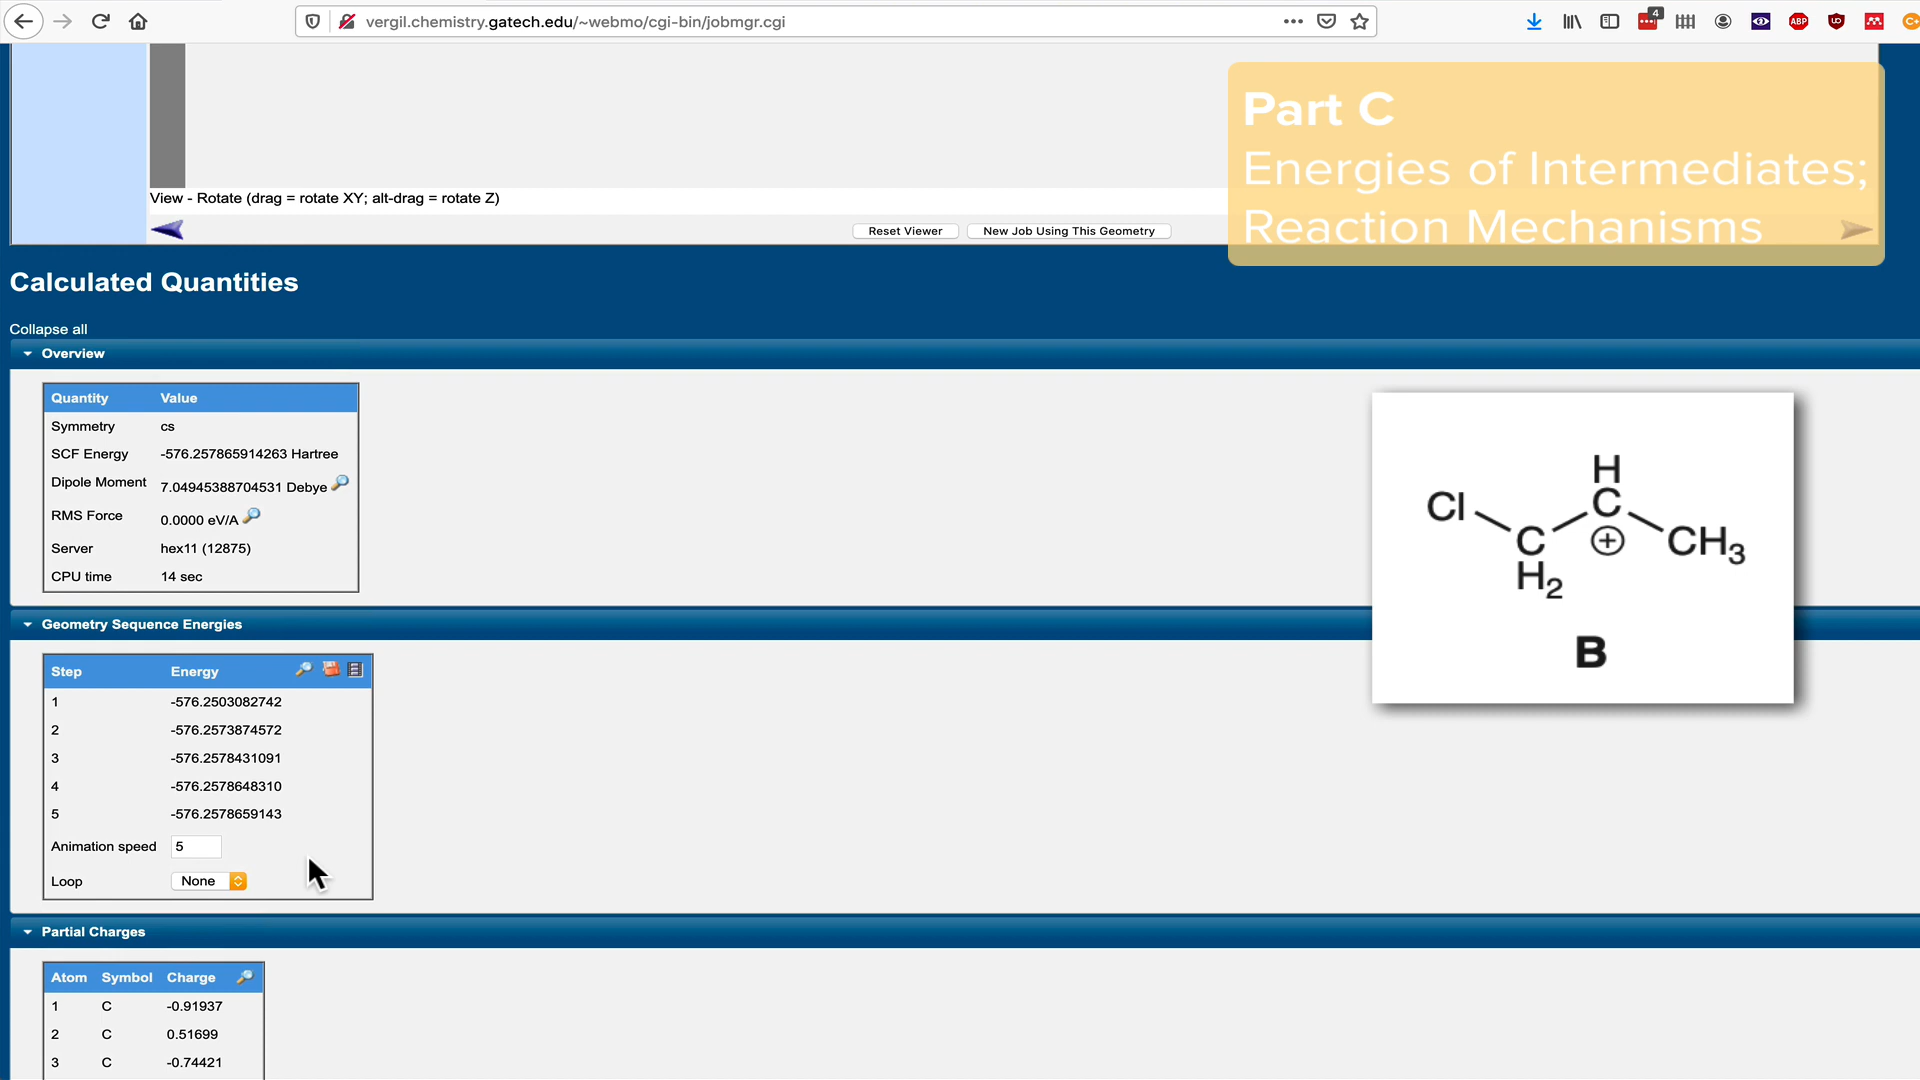 vergil.chemistry.gatech.edu/~webmo/cgi-bin/jobmgr.cgi
4
ABP
Part C
Energies of Intermediates;
Reaction Mechanisms
View - Rotate (drag = rotate XY; alt-drag = rotate Z)
Reset Viewer
New Job Using This Geometry
Calculated Quantities
Collapse all
Overview
Quantity Value
Symmetry cs
SCF Energy -576.257865914263 Hartree
Dipole Moment 7.04945388704531 Debye
RMS Force 0.0000 eV/A
Server hex11 (12875)
CPU time 14 sec
H
Cl C
C ⊕ CH3
H2
B
Geometry Sequence Energies
Step Energy
1 -576.2503082742
2 -576.2573874572
3 -576.2578431091
4 -576.2578648310
5 -576.2578659143
Animation speed 5
Loop None
Partial Charges
Atom Symbol Charge
1 C -0.91937
2 C 0.51699
3 C -0.74421